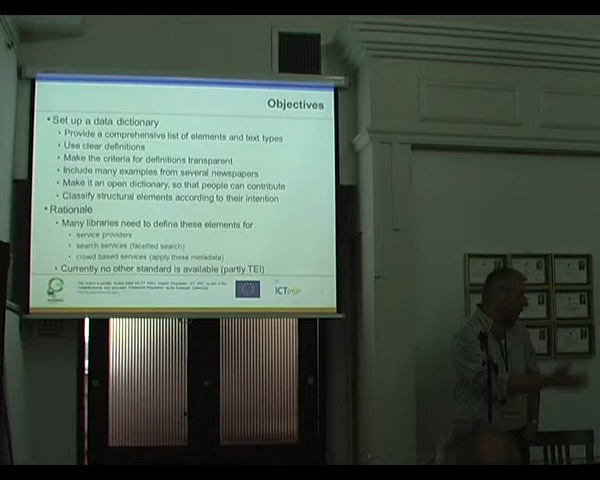 Objectives
• Set up a data dictionary
• Provide a comprehensive list of elements and text types
• Use clear definitions
• Make the criteria for definitions transparent
• Include many examples from several newspapers
• Make it an open dictionary, so that people can contribute
• Classify structural elements according to their intention
• Rationale
• Many libraries need to define these elements for
• service providers
• search services (facetted search)
• crowd based services (apply these metadata)
• Currently no other standard is available (partly TEI)
ICT PSP